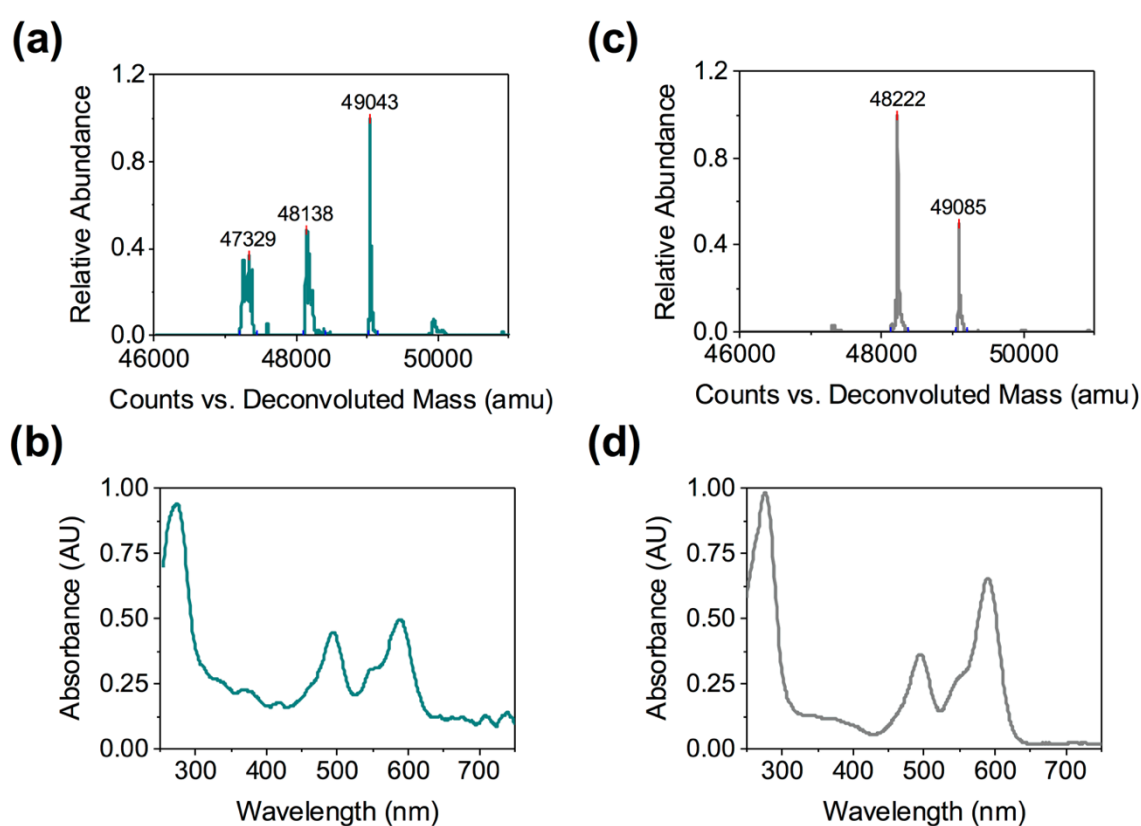 (a)
1.2
0.8
0.4
0.0
Relative Abundance
47329
48138
49043
46000 48000 50000
Counts vs. Deconvoluted Mass (amu)
(c)
1.2
0.8
0.4
0.0
Relative Abundance
48222
49085
46000 48000 50000
Counts vs. Deconvoluted Mass (amu)
(b)
1.00
0.75
0.50
0.25
0.00
Absorbance (AU)
300 400 500 600 700
Wavelength (nm)
(d)
1.00
0.75
0.50
0.25
0.00
Absorbance (AU)
300 400 500 600 700
Wavelength (nm)